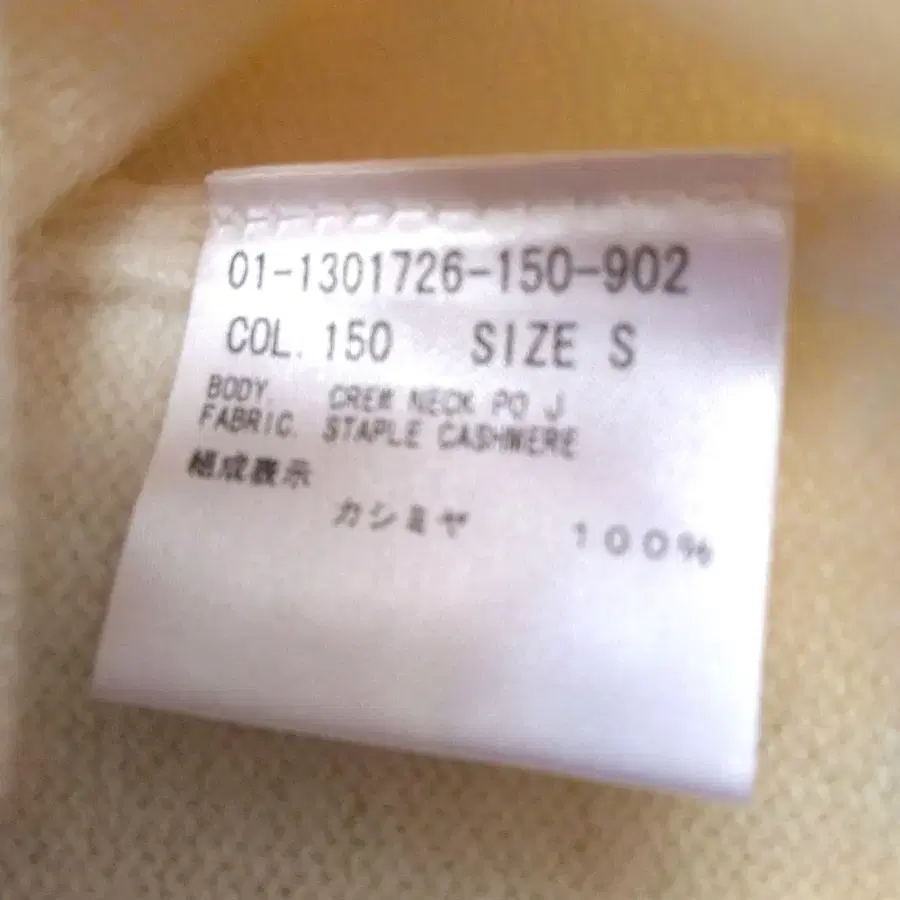 01-1301726-150-902
COL. 150 SIZE S
BODY. CREW NECK PO J
FABRIC. STAPLE CASHMERE
組成表示
カシミヤ 100%